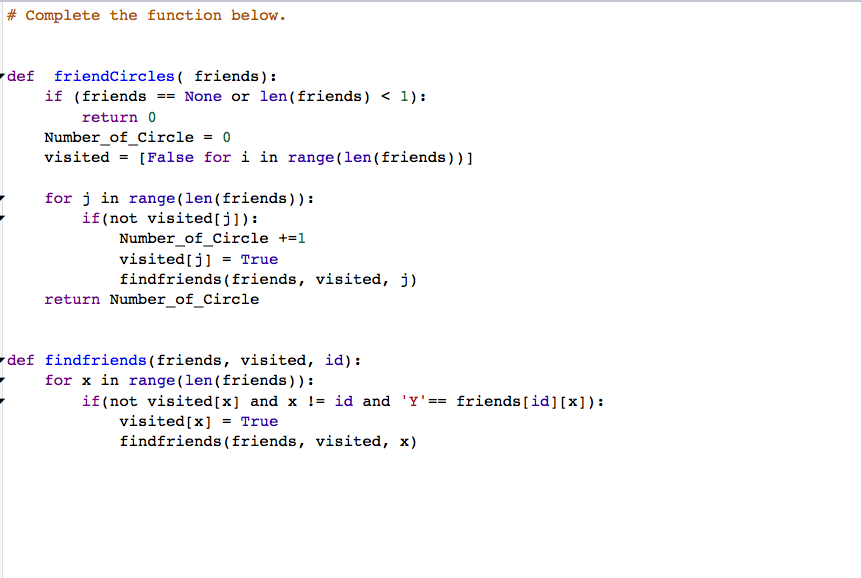 # Complete the function below.
def  friendCircles( friends):
    if (friends == None or len(friends) < 1):
        return 0
    Number_of_Circle = 0
    visited = [False for i in range(len(friends))]
    for j in range(len(friends)):
        if(not visited[j]):
            Number_of_Circle +=1
            visited[j] = True
            findfriends(friends, visited, j)
    return Number_of_Circle
def findfriends(friends, visited, id):
    for x in range(len(friends)):
        if(not visited[x] and x != id and 'Y'== friends[id][x]):
            visited[x] = True
            findfriends(friends, visited, x)